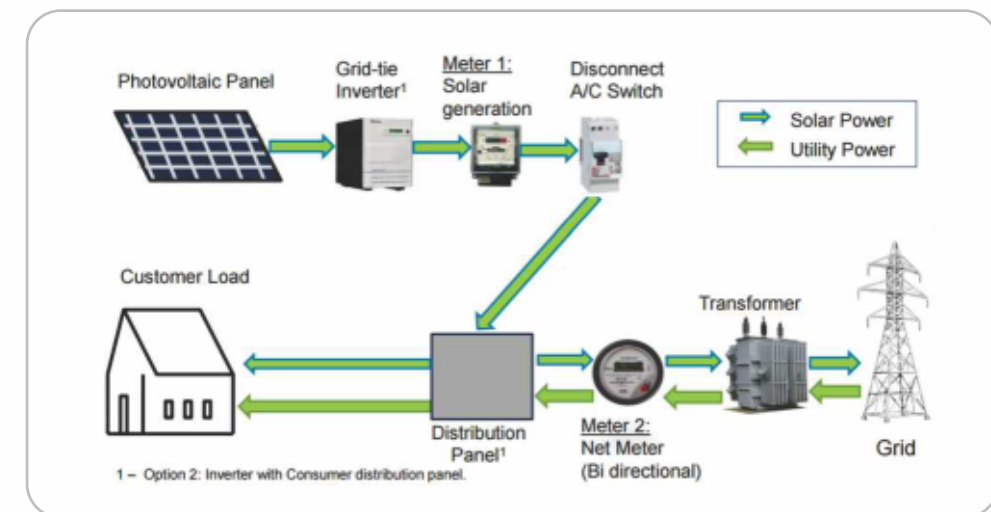 Photovoltaic Panel
Grid-tie
Inverter¹
Meter 1:
Solar
generation
Disconnect
A/C Switch
Solar Power
Utility Power
Customer Load
Transformer
Distribution
Panel¹
Meter 2:
Net Meter
(Bi directional)
Grid
1 – Option 2: Inverter with Consumer distribution panel.